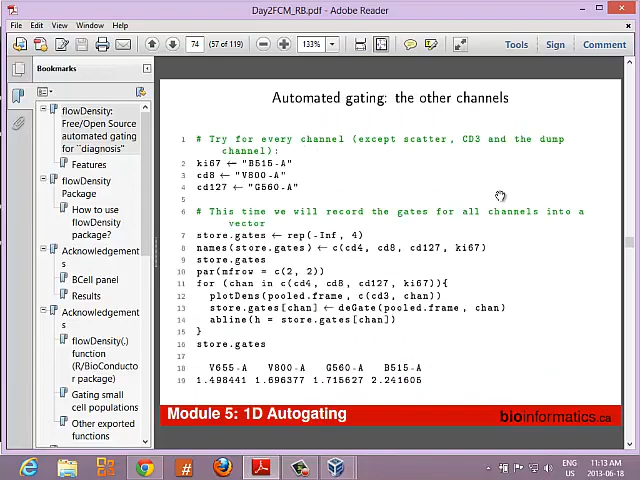 Day2FCM_RB.pdf - Adobe Reader
File Edit View Window Help
74 (57 of 119) 133% Tools Sign Comment
Bookmarks
flowDensity:
Free/Open Source
automated gating
for ``diagnosis''
Features
flowDensity
Package
How to use
flowDensity
package?
Acknowledgement
s
BCell panel
Results
Acknowledgement
s
flowDensity(.)
function
(R/BioConducto
r package)
Gating small
cell populations
Other exported
functions
Automated gating: the other channels
1 # Try for every channel (except scatter, CD3 and the dump
channel):
2 ki67 ← "B515-A"
3 cd8 ← "V800-A"
4 cd127 ← "G560-A"
5
6 # This time we will record the gates for all channels into a
vector
7 store.gates ← rep(-Inf, 4)
8 names(store.gates) ← c(cd4, cd8, cd127, ki67)
9 store.gates
10 par(mfrow = c(2, 2))
11 for (chan in c(cd4, cd8, cd127, ki67)){
12 plotDens(pooled.frame, c(cd3, chan))
13 store.gates[chan] ← deGate(pooled.frame, chan)
14 abline(h = store.gates[chan])
15 }
16 store.gates
17
18 V655-A V800-A G560-A B515-A
19 1.498441 1.696377 1.715627 2.241605
Module 5: 1D Autogating
bioinformatics.ca
ENG
US
11:13 AM
2013-06-18